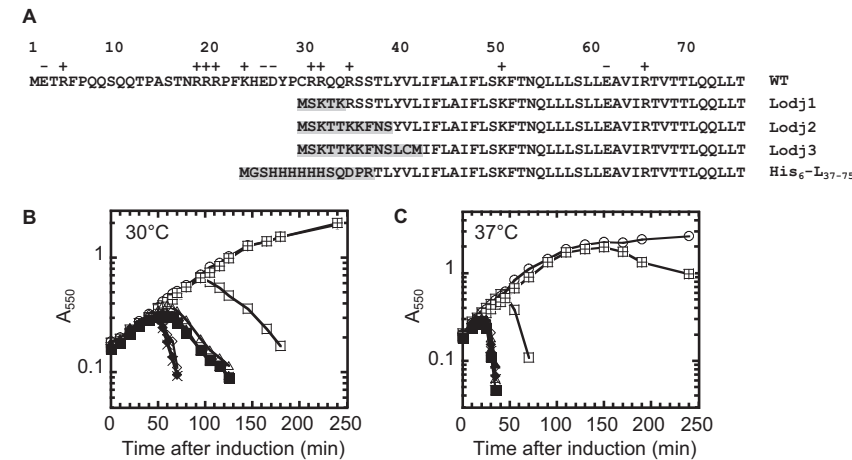 A
1 10 20 30 40 50 60 70
– + +++ + –– ++ + + – +
METRFPQQSQQTPASTNRRRPFKHEDYPCRRQQRSSTLYVLIFLAIFLSKFTNQLLLSLLEAVIRTVTTLQQLLT WT
MSKTKRSSTLYVLIFLAIFLSKFTNQLLLSLLEAVIRTVTTLQQLLT Lodj1
MSKTTKKFNSYVLIFLAIFLSKFTNQLLLSLLEAVIRTVTTLQQLLT Lodj2
MSKTTKKFNSLCMIFLAIFLSKFTNQLLLSLLEAVIRTVTTLQQLLT Lodj3
MGSHHHHHHSQDPRTLYVLIFLAIFLSKFTNQLLLSLLEAVIRTVTTLQQLLT His6-L37-75
B C
30°C 37°C
1 1
A550 A550
0.1 0.1
0 50 100 150 200 250 0 50 100 150 200 250
Time after induction (min) Time after induction (min)